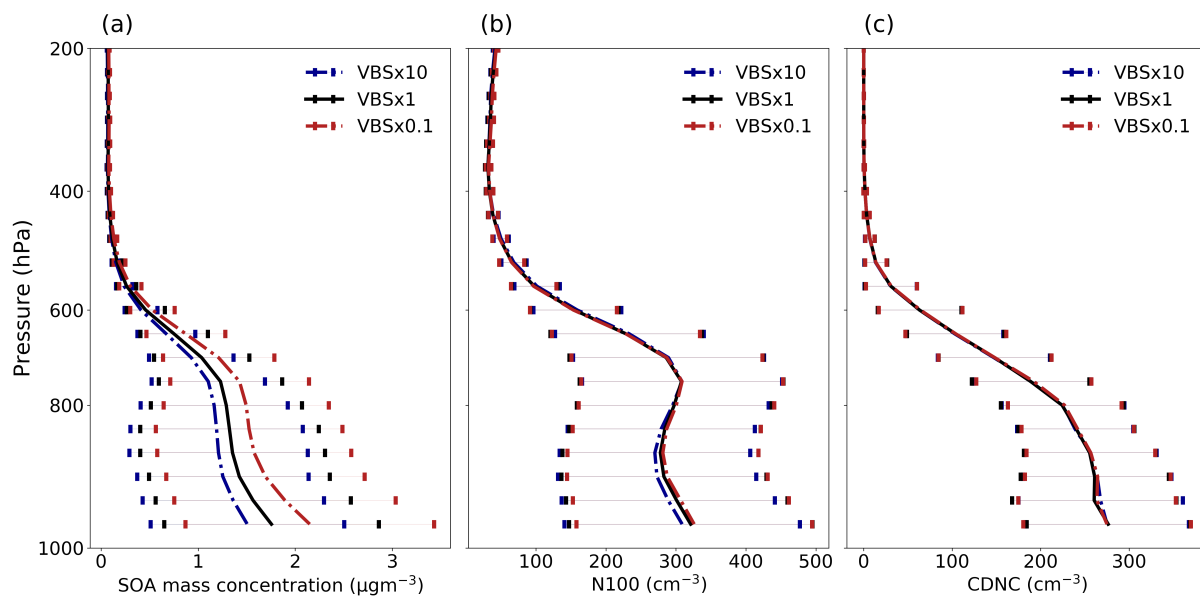 (a) (b) (c)
VBSx10
VBSx1
VBSx0.1
VBSx10
VBSx1
VBSx0.1
VBSx10
VBSx1
VBSx0.1
Pressure (hPa)
200
400
600
800
1000
0 1 2 3
100 200 300 400 500
0 100 200 300
SOA mass concentration (μgm⁻³)
N100 (cm⁻³)
CDNC (cm⁻³)